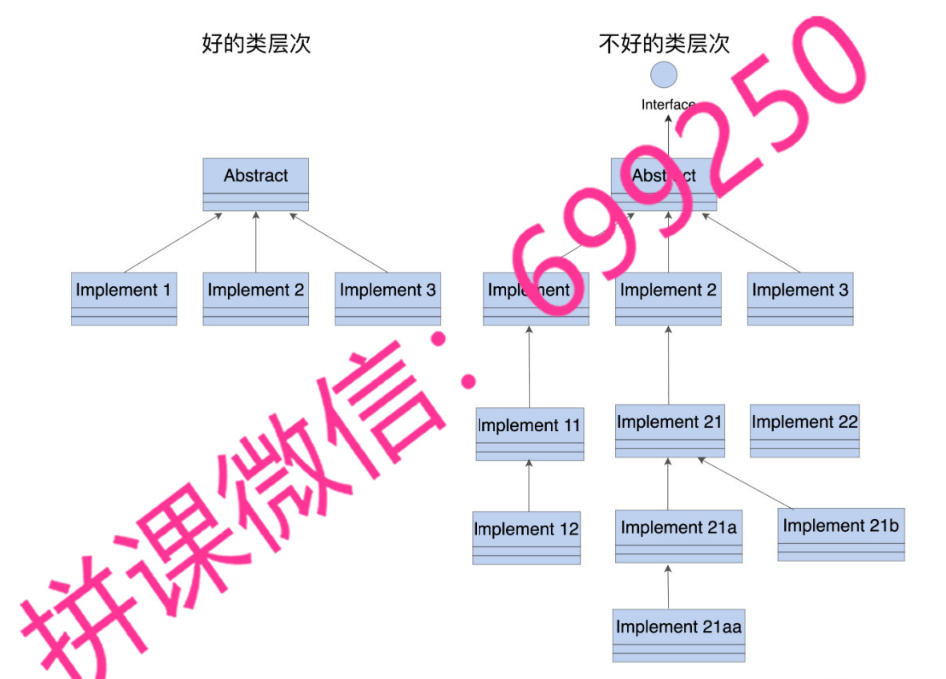 好的类层次
不好的类层次
Interface
Abstract
Abstract
Implement 1
Implement 2
Implement 3
Implement
Implement 2
Implement 3
Implement 11
Implement 21
Implement 22
Implement 12
Implement 21a
Implement 21b
Implement 21aa
拼课微信：699250